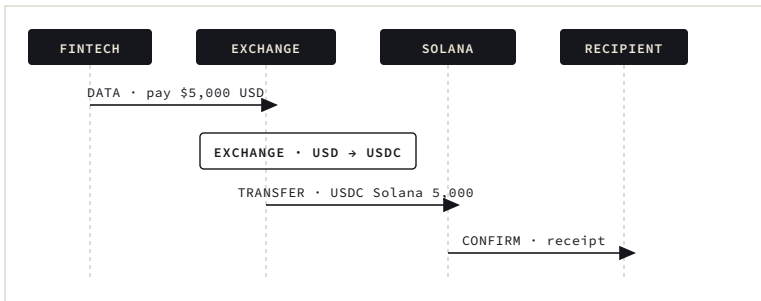 FINTECH
EXCHANGE
SOLANA
RECIPIENT
DATA · pay $5,000 USD
EXCHANGE · USD → USDC
TRANSFER · USDC Solana 5,000
CONFIRM · receipt